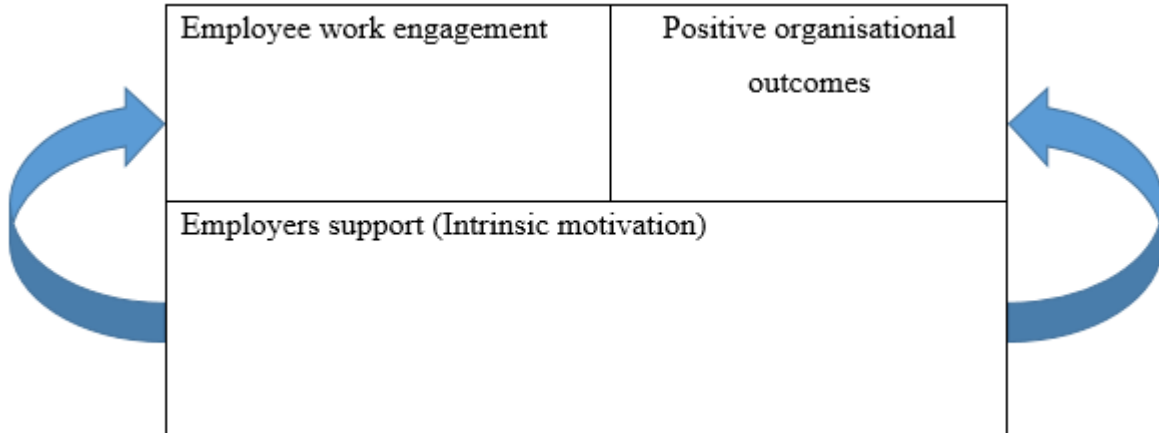 Employee work engagement
Positive organisational
outcomes
Employers support (Intrinsic motivation)